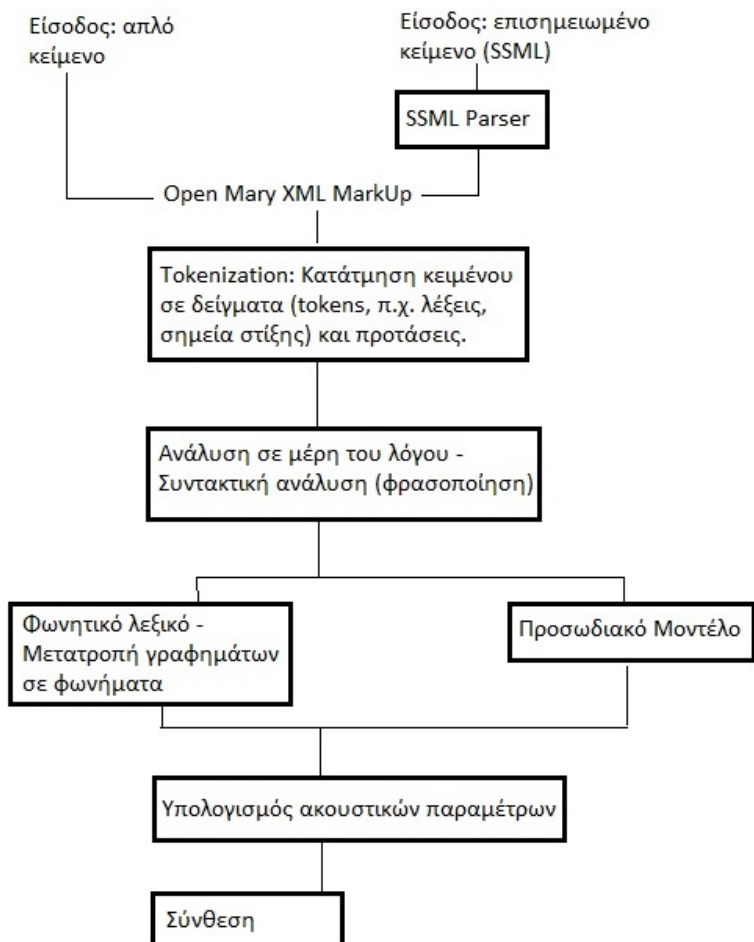 Είσοδος: απλό
κείμενο
Είσοδος: επισημειωμένο
κείμενο (SSML)
SSML Parser
Open Mary XML MarkUp
Tokenization: Κατάτμηση κειμένου
σε δείγματα (tokens, π.χ. λέξεις,
σημεία στίξης) και προτάσεις.
Ανάλυση σε μέρη του λόγου -
Συντακτική ανάλυση (φρασοποίηση)
Φωνητικό λεξικό -
Μετατροπή γραφημάτων
σε φωνήματα
Προσωδιακό Μοντέλο
Υπολογισμός ακουστικών παραμέτρων
Σύνθεση